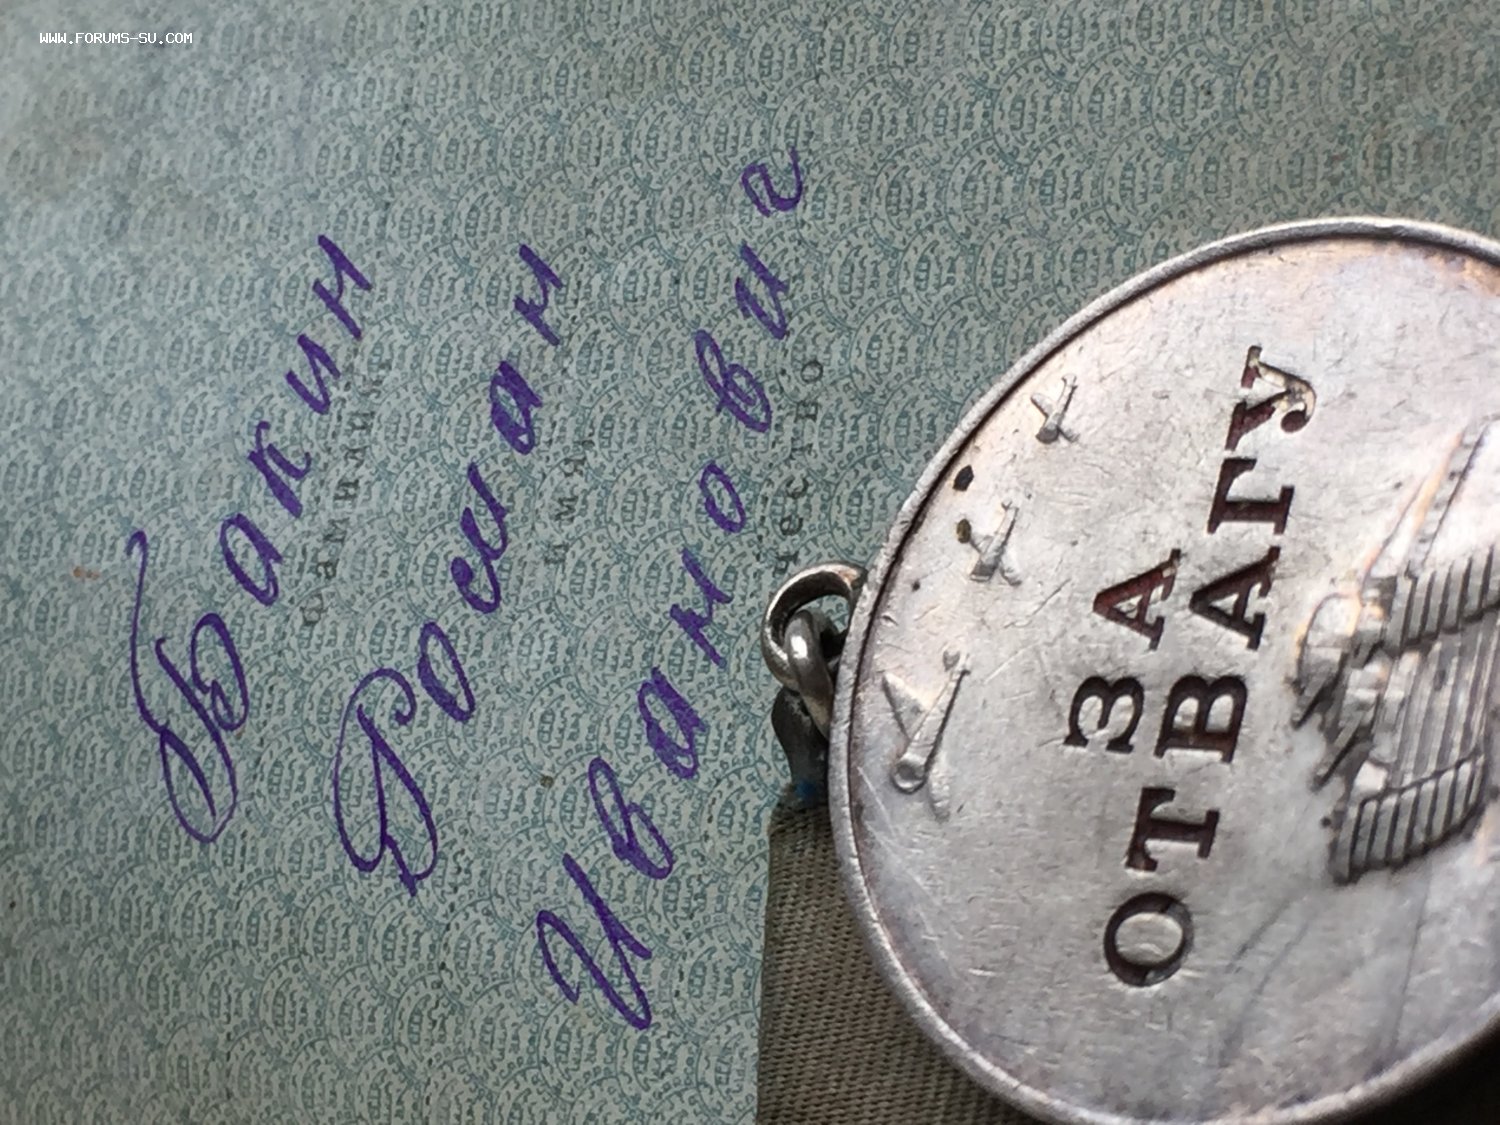 WWW.FORUMS-SU.COM
Бакин
Фамилия
Роман
Имя
Иванович
Отчество
ЗА
ОТВАГУ